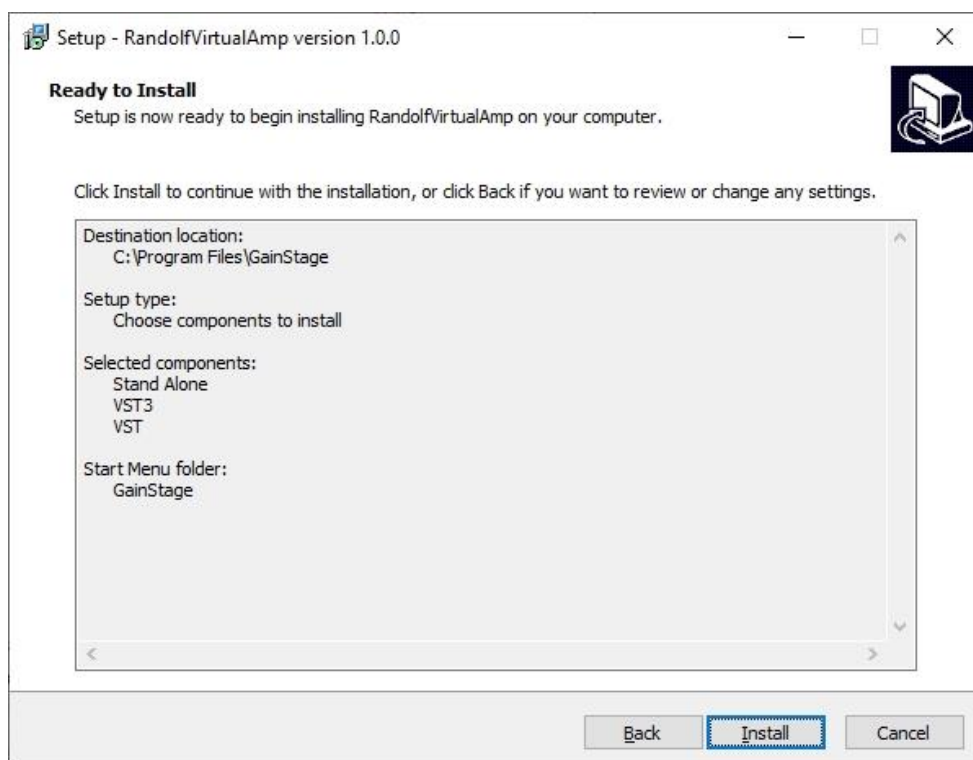 Setup - RandolfVirtualAmp version 1.0.0
Ready to Install
Setup is now ready to begin installing RandolfVirtualAmp on your computer.
Click Install to continue with the installation, or click Back if you want to review or change any settings.
Destination location:
C:\Program Files\GainStage
Setup type:
Choose components to install
Selected components:
Stand Alone
VST3
VST
Start Menu folder:
GainStage
Back
Install
Cancel